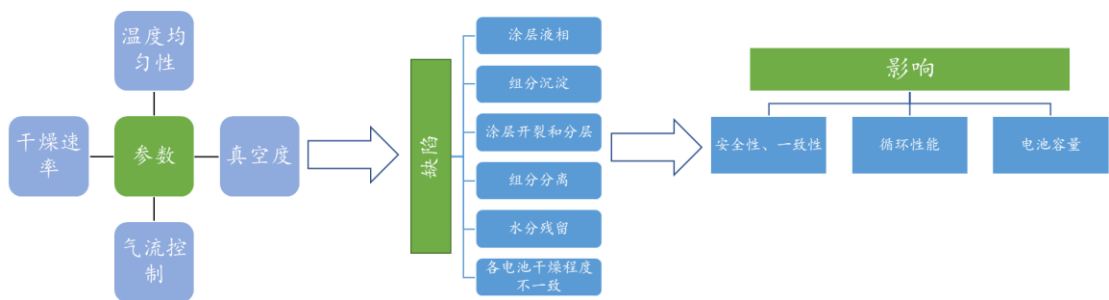 温度均
匀性
干燥速
率
参数
真空度
气流控
制
缺陷
涂层液相
组分沉淀
涂层开裂和分层
组分分离
水分残留
各电池干燥程度
不一致
影响
安全性、一致性
循环性能
电池容量